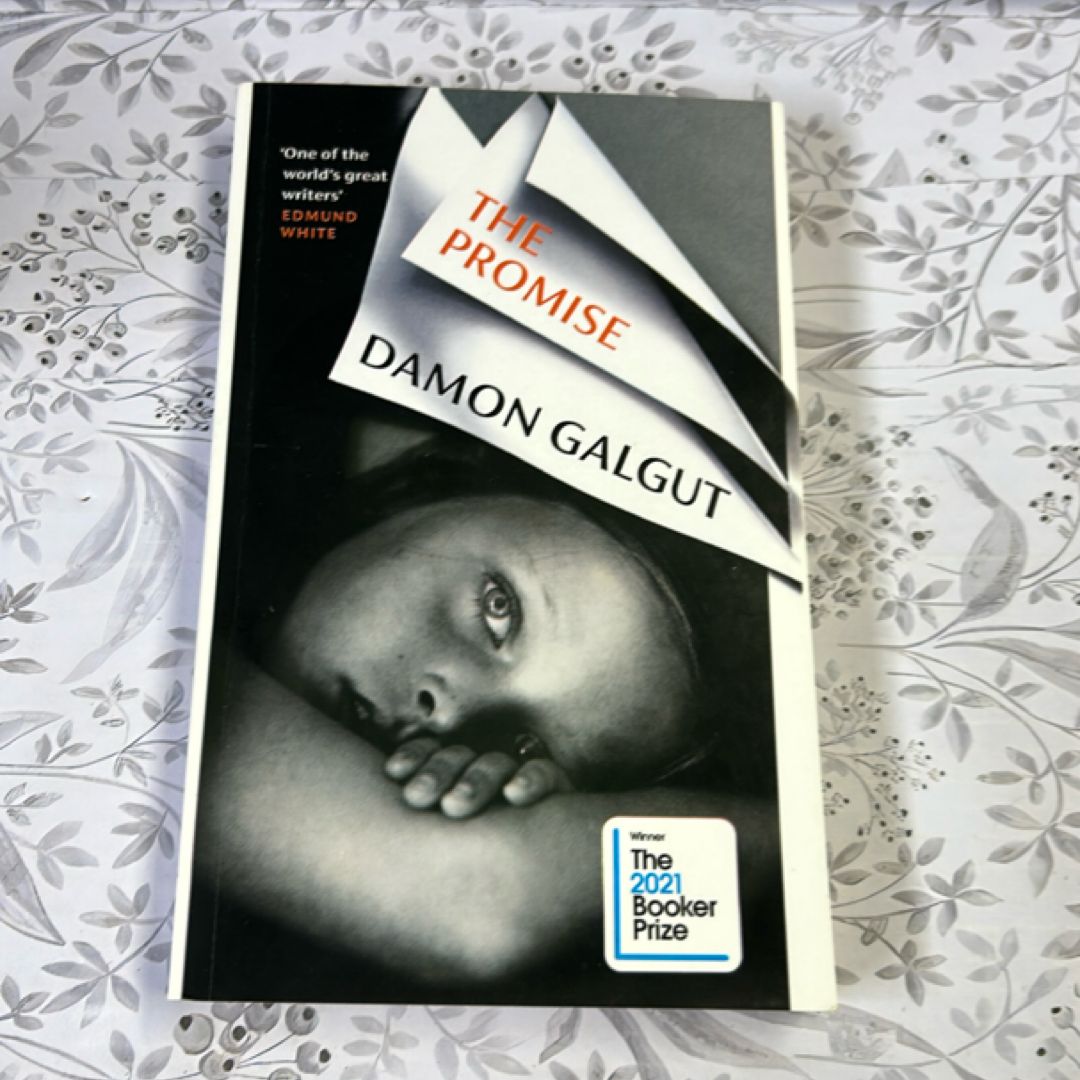 ‘One of the
world’s great
writers’
EDMUND
WHITE
THE
PROMISE
DAMON GALGUT
Winner
The
2021
Booker
Prize